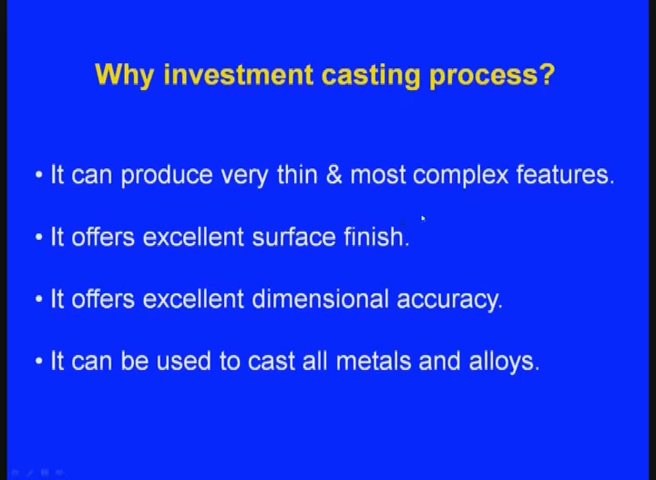 Why investment casting process?
• It can produce very thin & most complex features.
• It offers excellent surface finish.
• It offers excellent dimensional accuracy.
• It can be used to cast all metals and alloys.